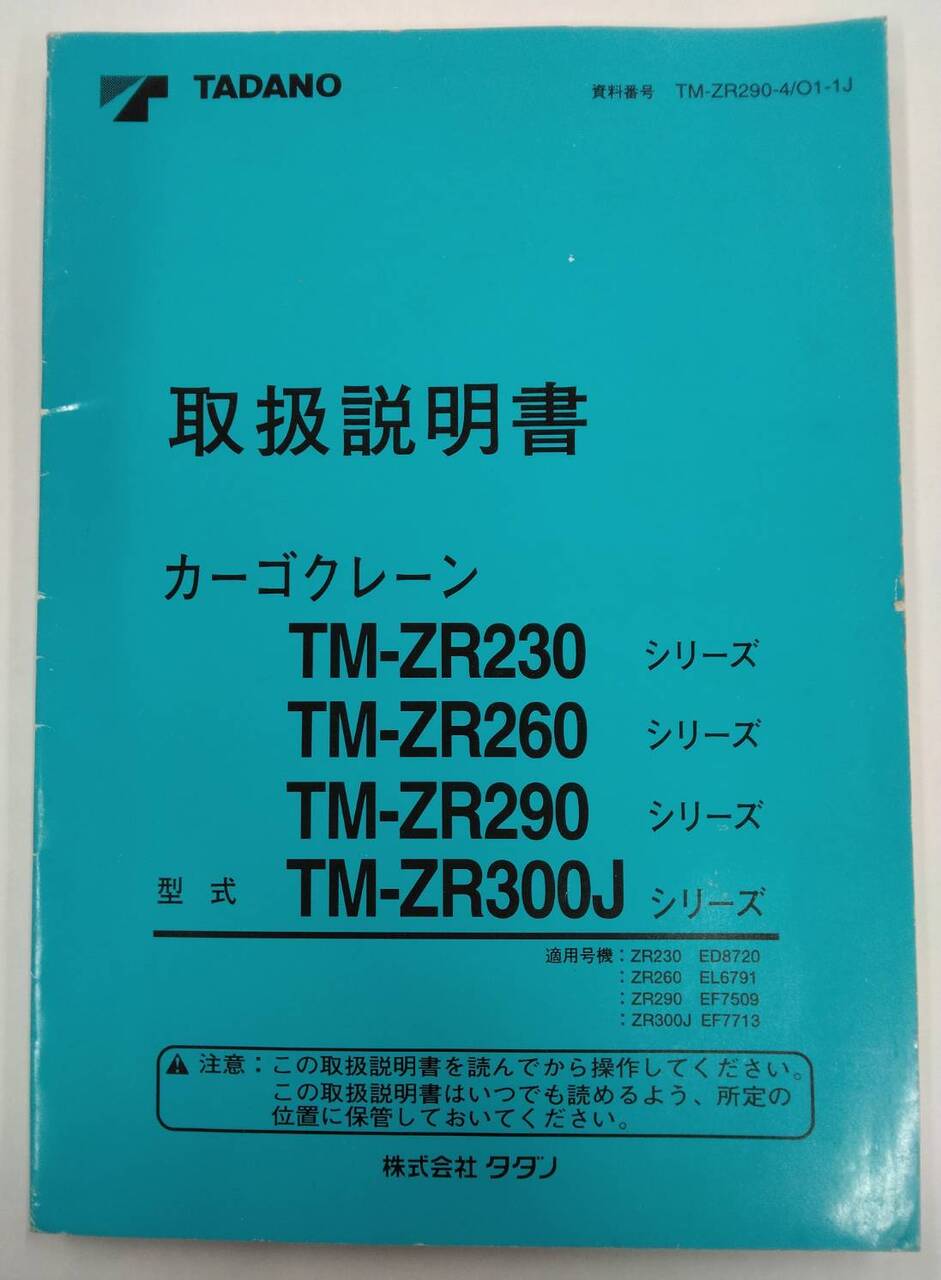 TADANO
資料番号 TM-ZR290-4/O1-1J
取扱説明書
カーゴクレーン
TM-ZR230 シリーズ
TM-ZR260 シリーズ
TM-ZR290 シリーズ
型式 TM-ZR300J シリーズ
適用号機：ZR230 ED8720
：ZR260 EL6791
：ZR290 EF7509
：ZR300J EF7713
注意：この取扱説明書を読んでから操作してください。
この取扱説明書はいつでも読めるよう、所定の
位置に保管しておいてください。
株式会社 タダノ